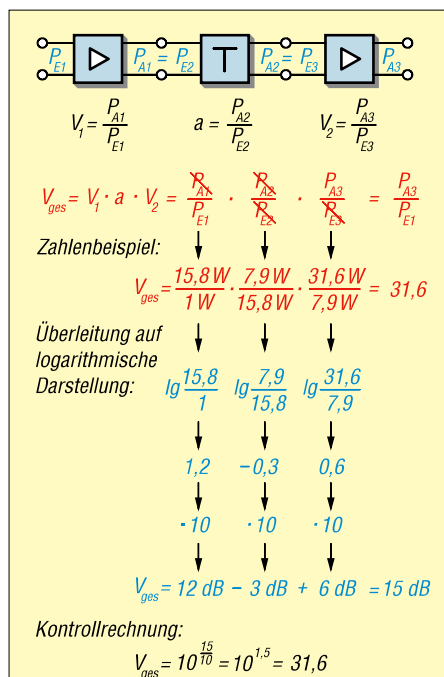 P_E1 P_A1 = P_E2 P_A2 = P_E3 P_A3
V_1 = P_A1/P_E1 a = P_A2/P_E2 V_2 = P_A3/P_E3
V_ges = V_1 · a · V_2 = P_A1/P_E1 · P_A2/P_E2 · P_A3/P_E3 = P_A3/P_E1
Zahlenbeispiel:
V_ges = 15,8 W/1 W · 7,9 W/15,8 W · 31,6 W/7,9 W = 31,6
Überleitung auf
logarithmische
Darstellung: lg 15,8/1 lg 7,9/15,8 lg 31,6/7,9
1,2 −0,3 0,6
· 10 · 10 · 10
V_ges = 12 dB − 3 dB + 6 dB = 15 dB
Kontrollrechnung:
V_ges = 10^(15/10) = 10^1,5 = 31,6